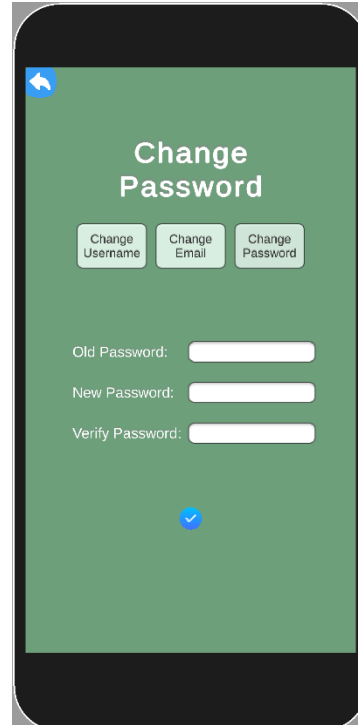 Change
Password
Change
Username
Change
Email
Change
Password
Old Password:
New Password:
Verify Password: